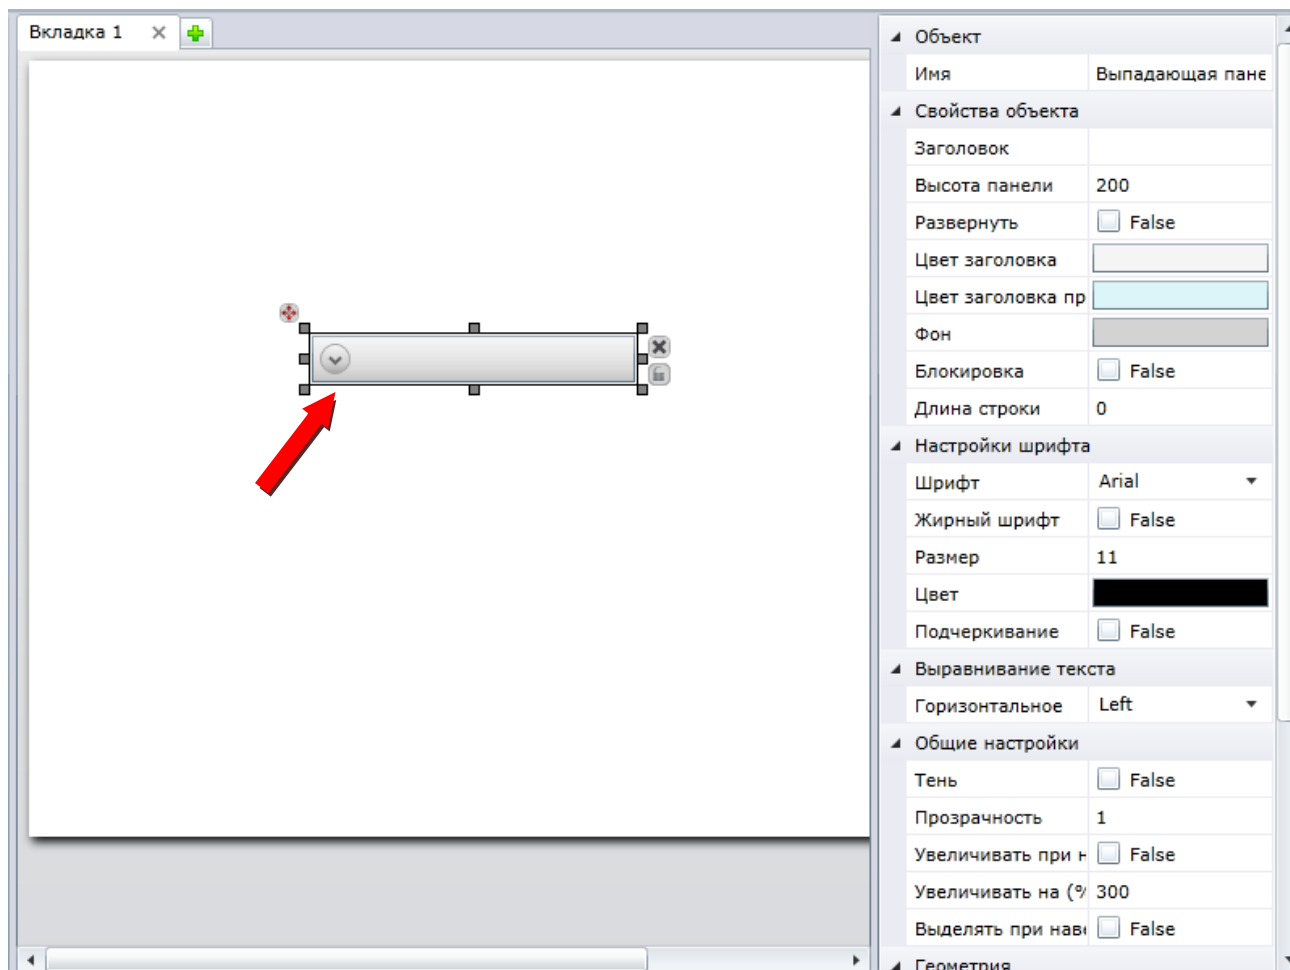 Вкладка 1
Объект
Имя Выпадающая пане
Свойства объекта
Заголовок
Высота панели 200
Развернуть False
Цвет заголовка
Цвет заголовка пр
Фон
Блокировка False
Длина строки 0
Настройки шрифта
Шрифт Arial
Жирный шрифт False
Размер 11
Цвет
Подчеркивание False
Выравнивание текста
Горизонтальное Left
Общие настройки
Тень False
Прозрачность 1
Увеличивать при н False
Увеличивать на (% 300
Выделять при наве False
Геометрия